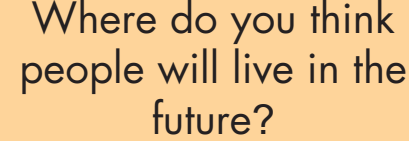 Where do you think
people will live in the
future?